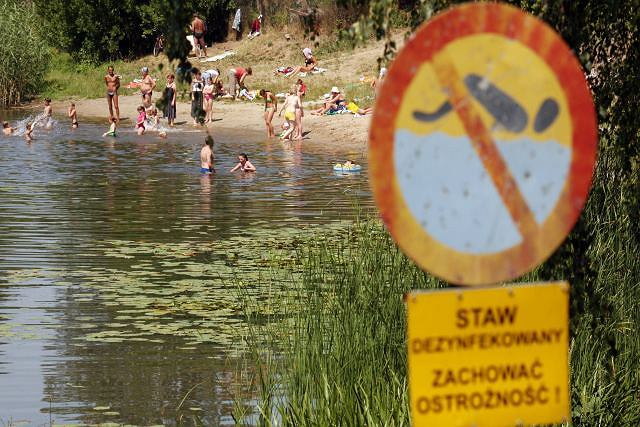 STAW
DEZYNFEKOWANY
ZACHOWAĆ
OSTROŻNOŚĆ !